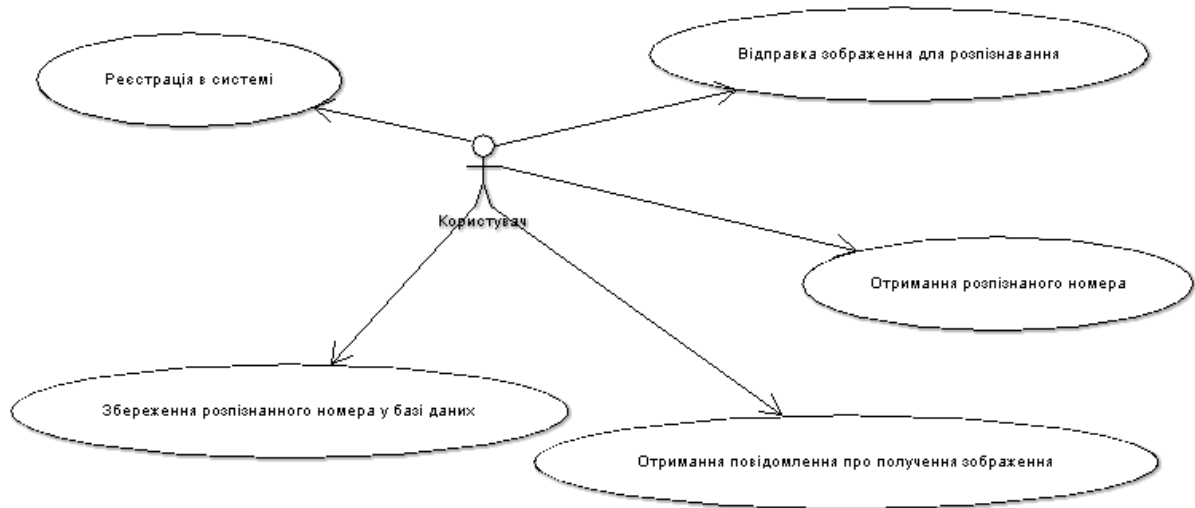 Реєстрація в системі
Відправка зображення для розпізнавання
Користувач
Отримання розпізнаного номера
Збереження розпізнанного номера у базі даних
Отримання повідомлення про получення зображення